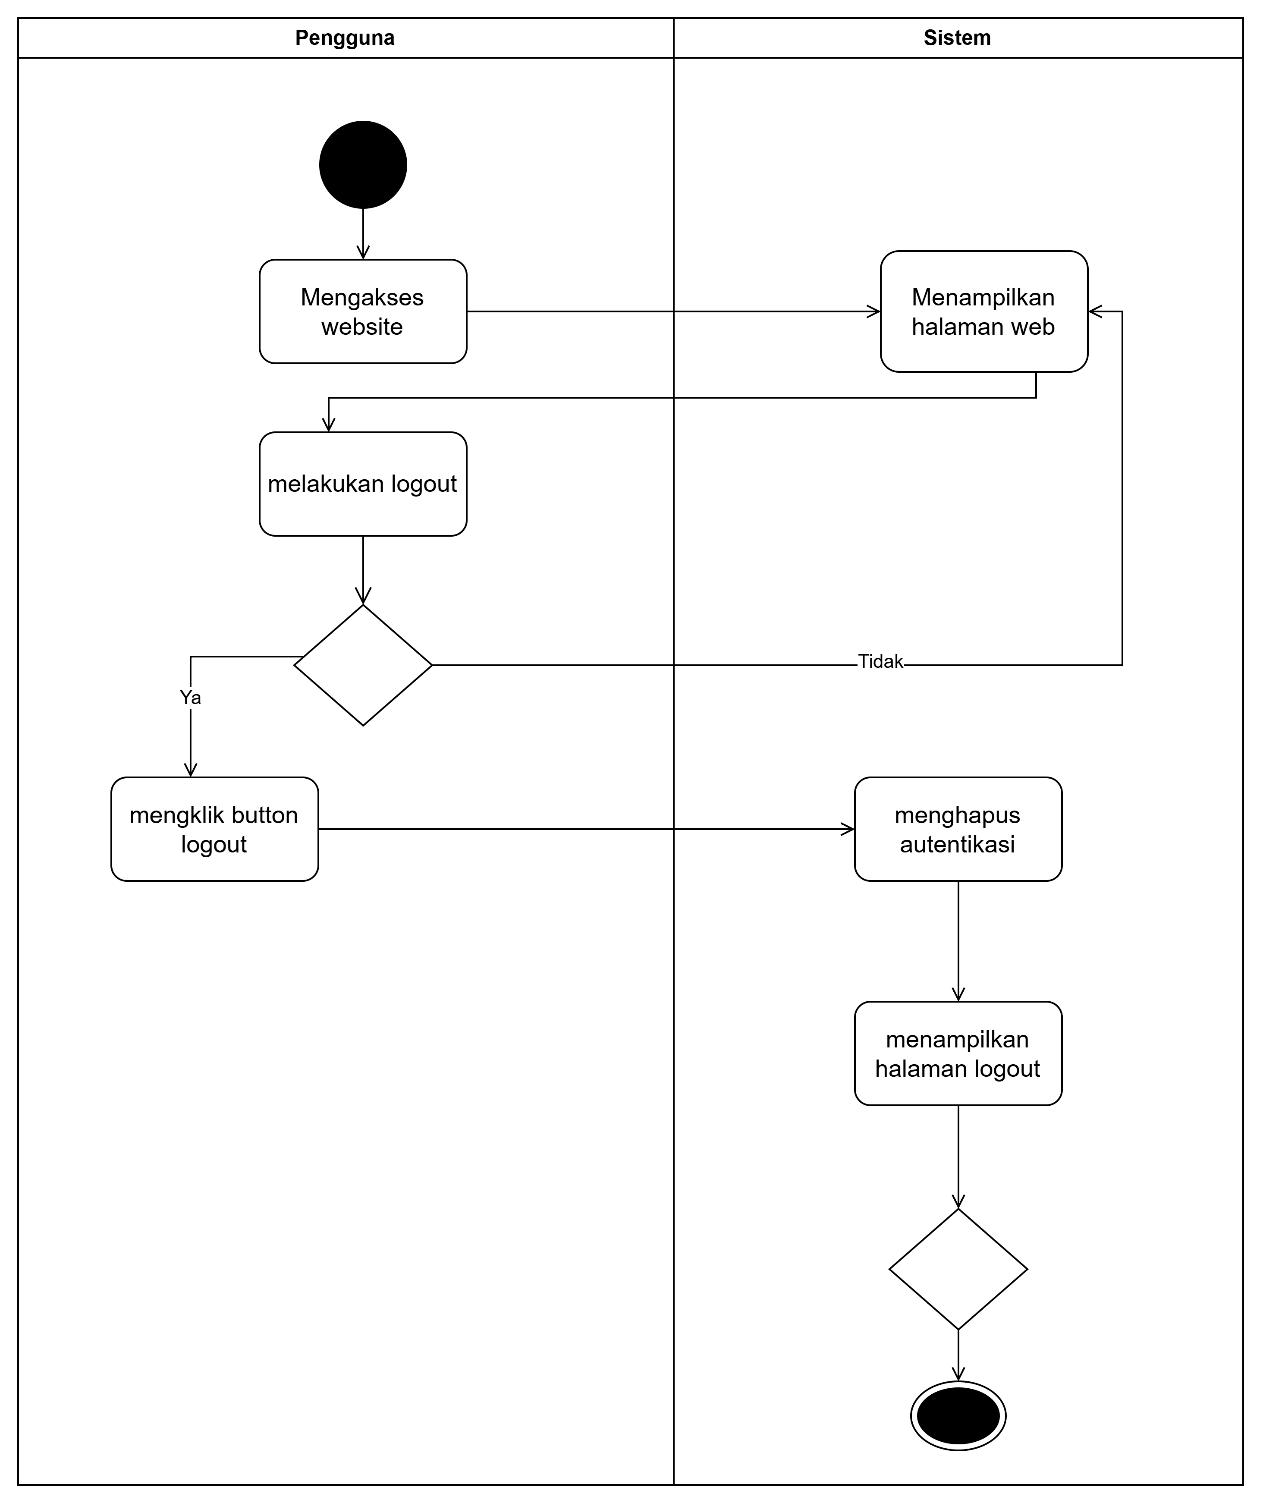 Pengguna
Sistem
Mengakses
website
Menampilkan
halaman web
melakukan logout
Tidak
Ya
mengklik button
logout
menghapus
autentikasi
menampilkan
halaman logout